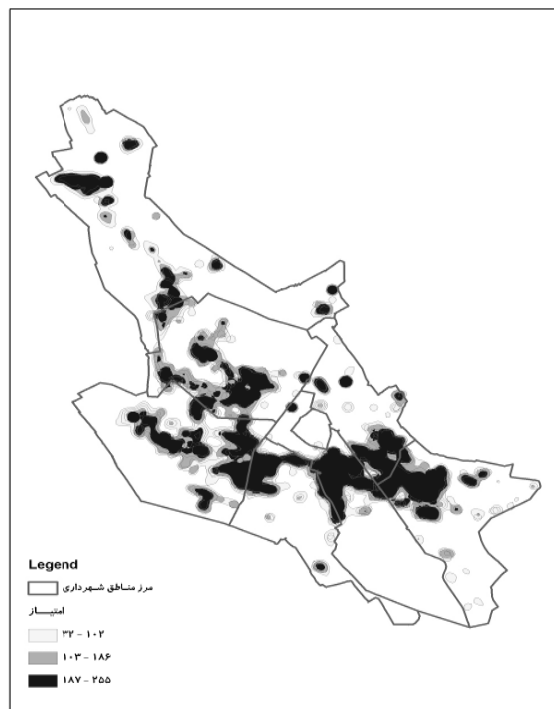 Legend
مرز مناطق شهرداری
امتیاز
۳۲ - ۱۰۲
۱۰۳ - ۱۸۶
۱۸۷ - ۲۵۵